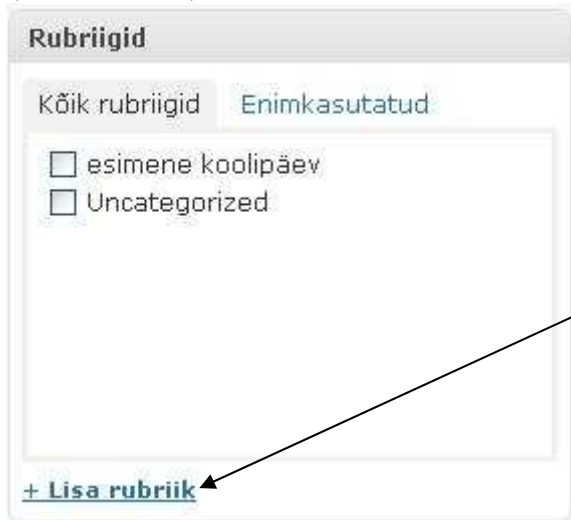 Rubriigid
Kõik rubriigid Enimkasutatud
esimene koolipäev
Uncategorized
+ Lisa rubriik